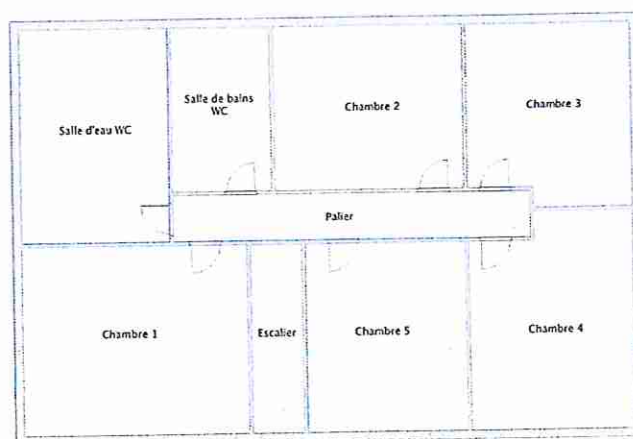 Salle d'eau WC
Salle de bains
WC
Chambre 2
Chambre 3
Palier
Chambre 1
Escalier
Chambre 5
Chambre 4